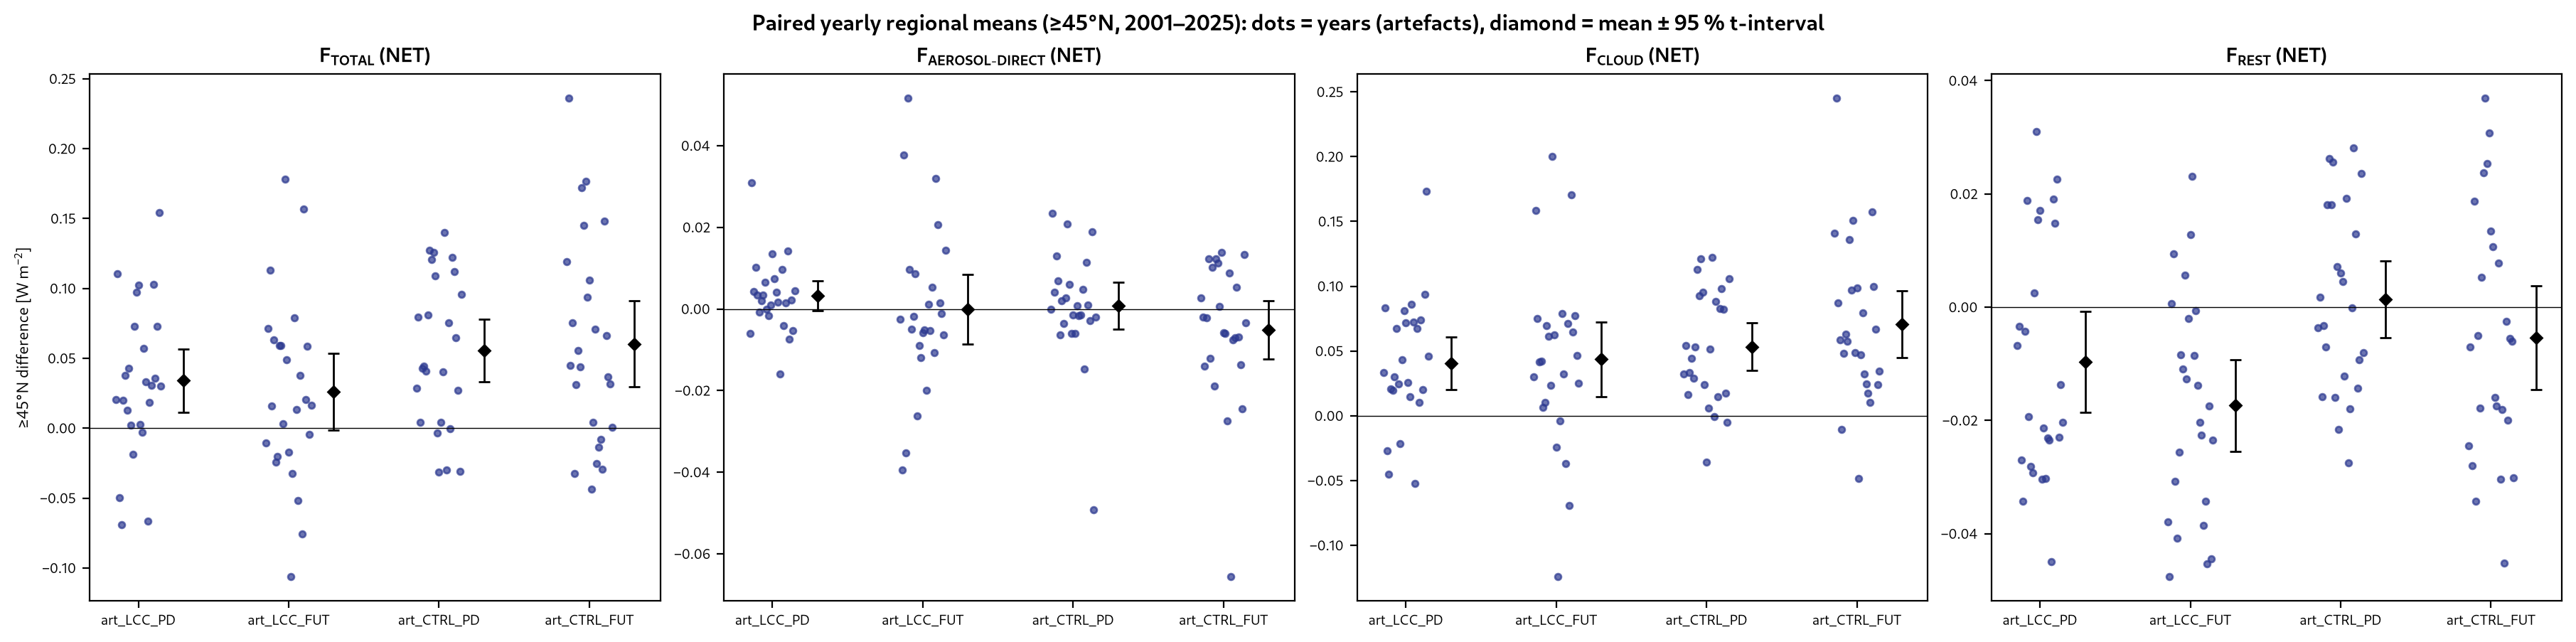 Paired yearly regional means (≥45°N, 2001–2025): dots = years (artefacts), diamond = mean ± 95 % t-interval
F_TOTAL (NET)
F_AEROSOL-DIRECT (NET)
F_CLOUD (NET)
F_REST (NET)
≥45°N difference [W m⁻²]
0.25
0.20
0.15
0.10
0.05
0.00
−0.05
−0.10
art_LCC_PD art_LCC_FUT art_CTRL_PD art_CTRL_FUT
0.04
0.02
0.00
−0.02
−0.04
−0.06
art_LCC_PD art_LCC_FUT art_CTRL_PD art_CTRL_FUT
0.25
0.20
0.15
0.10
0.05
0.00
−0.05
−0.10
art_LCC_PD art_LCC_FUT art_CTRL_PD art_CTRL_FUT
0.04
0.02
0.00
−0.02
−0.04
art_LCC_PD art_LCC_FUT art_CTRL_PD art_CTRL_FUT